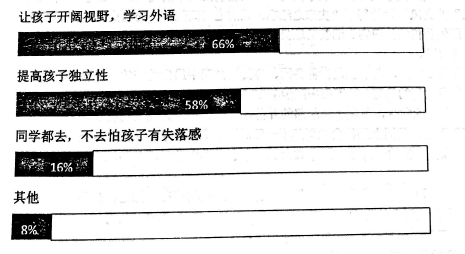 让孩子开阔视野，学习外语
66%
提高孩子独立性
58%
同学都去，不去怕孩子有失落感
16%
其他
8%